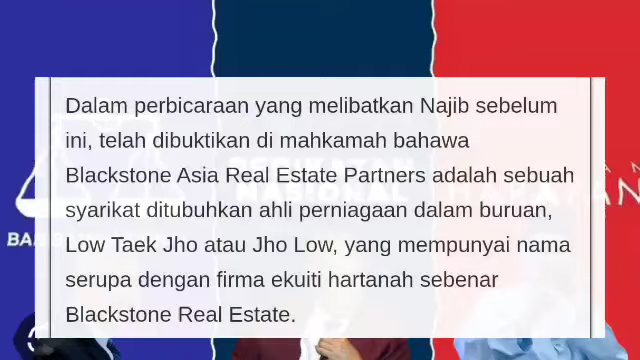 Dalam perbicaraan yang melibatkan Najib sebelum
ini, telah dibuktikan di mahkamah bahawa
Blackstone Asia Real Estate Partners adalah sebuah
syarikat ditubuhkan ahli perniagaan dalam buruan,
Low Taek Jho atau Jho Low, yang mempunyai nama
serupa dengan firma ekuiti hartanah sebenar
Blackstone Real Estate.